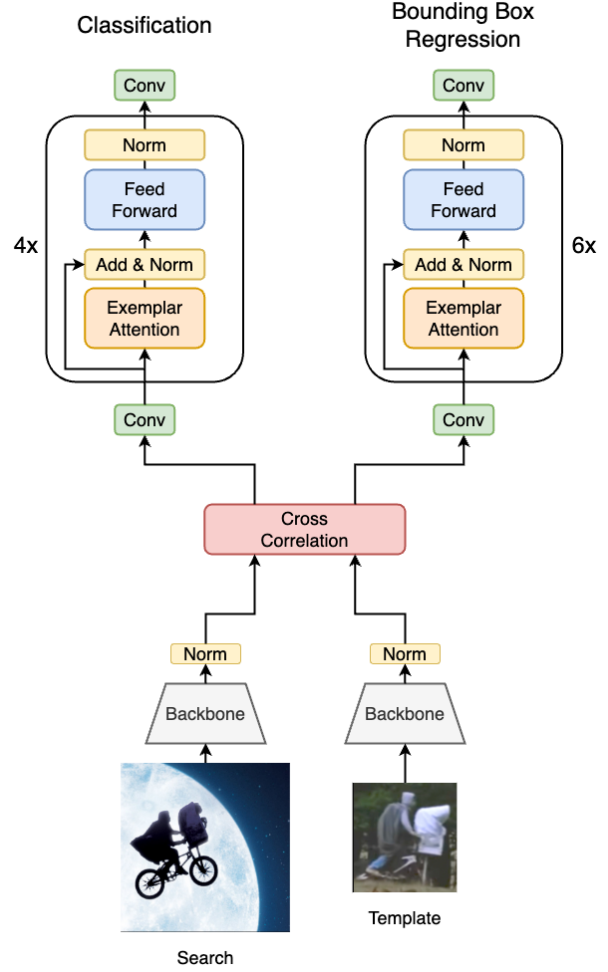 Classification
Bounding Box
Regression
Conv
Conv
Norm
Norm
Feed
Forward
Feed
Forward
4x
6x
Add & Norm
Add & Norm
Exemplar
Attention
Exemplar
Attention
Conv
Conv
Cross
Correlation
Norm
Norm
Backbone
Backbone
Template
Search